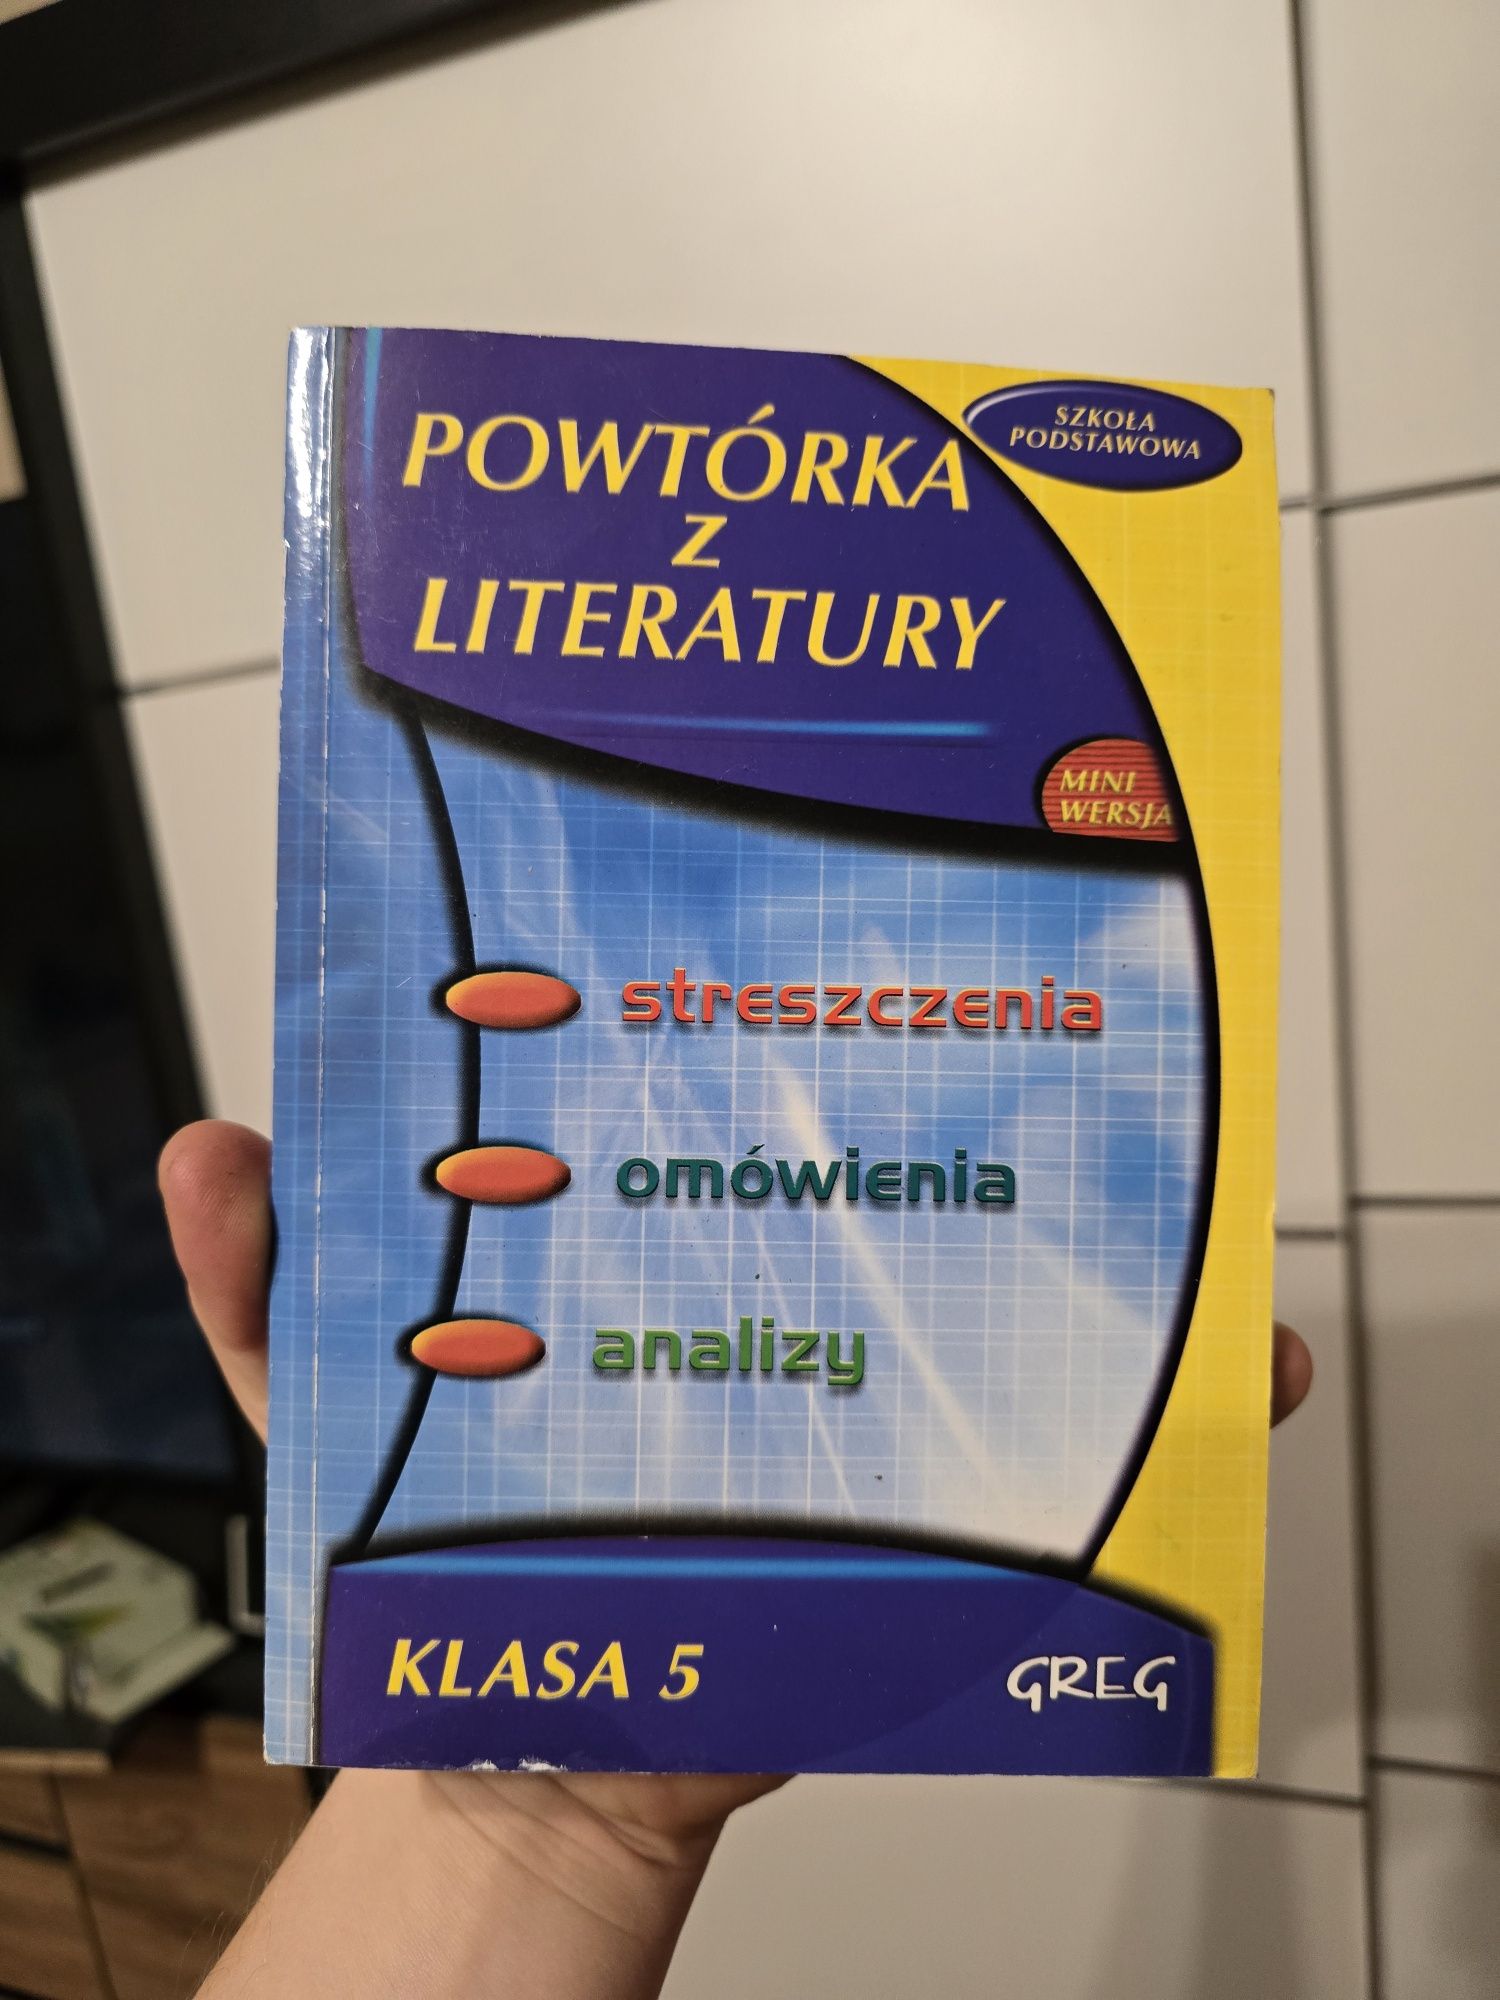 POWTÓRKA
Z
LITERATURY
SZKOŁA
PODSTAWOWA
MINI
WERSJA
streszczenia
omówienia
analizy
KLASA 5
GREG